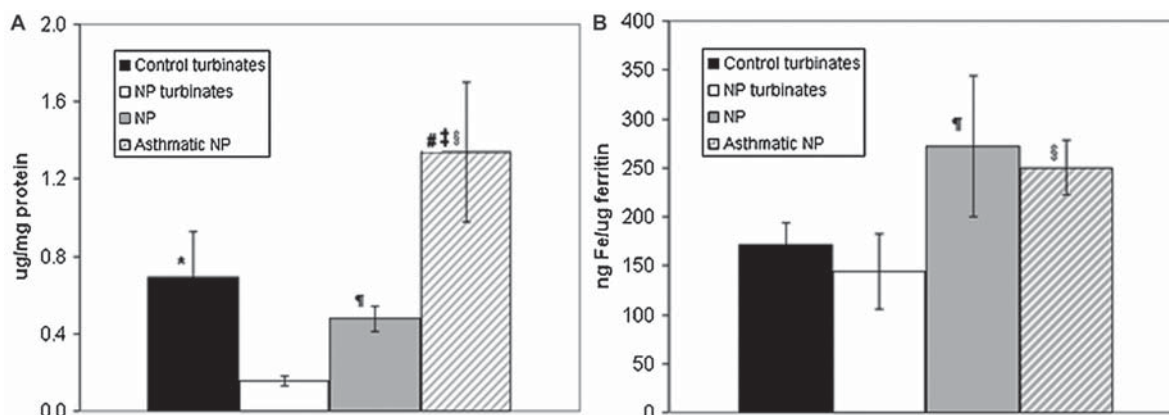 A
2.0
1.6
1.2
0.8
0.4
0.0
ug/mg protein
Control turbinates
NP turbinates
NP
Asthmatic NP
*
¶
#‡§
B
400
350
300
250
200
150
100
50
0
ng Fe/ug ferritin
Control turbinates
NP turbinates
NP
Asthmatic NP
¶
§